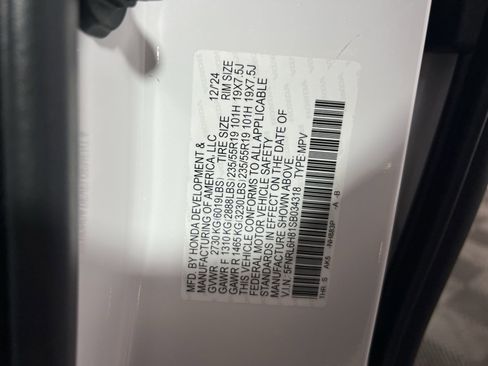 MFD. BY HONDA DEVELOPMENT & 12/24
MANUFACTURING OF AMERICA, LLC
GVWR 2730 KG(6019LBS) TIRE SIZE RIM SIZE
GAWR F 1310 KG(2888LBS) 235/55R19 101H 19X7.5J
GAWR R 1465 KG(3230LBS) 235/55R19 101H 19X7.5J
THIS VEHICLE CONFORMS TO ALL APPLICABLE
FEDERAL MOTOR VEHICLE SAFETY
STANDARDS IN EFFECT ON THE DATE OF
MANUFACTURE SHOWN ABOVE.
V.I.N. 5FNRL6H81SB034318 TYPE:MPV
THR: S AK5 -NH883P A -B